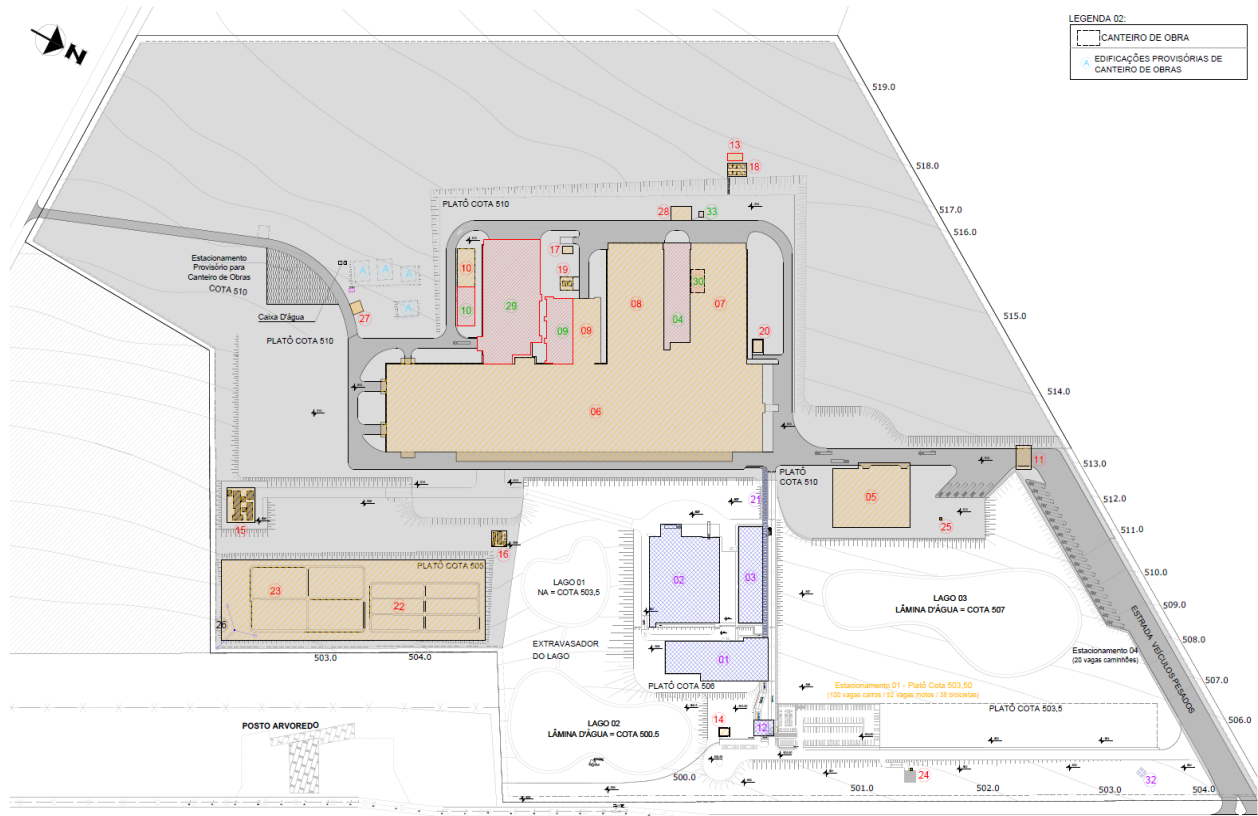 LEGENDA 02:
CANTEIRO DE OBRA
A
EDIFICAÇÕES PROVISÓRIAS DE
CANTEIRO DE OBRAS
N
519.0
518.0
517.0
516.0
515.0
514.0
513.0
512.0
511.0
510.0
509.0
508.0
507.0
506.0
13
18
PLATÔ COTA 510
28
33
17
19
10
10
29
09
09
08
04
30
07
20
Estacionamento
Provisório para
Canteiro de Obras
COTA 510
A
A
A
A
27
Caixa D'água
PLATÔ COTA 510
06
11
PLATÔ
COTA 510
05
25
21
15
16
PLATÔ COTA 505
23
22
26
503.0
504.0
LAGO 01
NA = COTA 503,5
EXTRAVASADOR
DO LAGO
02
03
01
PLATÔ COTA 506
LAGO 03
LÂMINA D'ÁGUA = COTA 507
Estacionamento 04
(20 vagas caminhões)
ESTRADA VEÍCULOS PESADOS
Estacionamento 01 - Platô Cota 503,50
(100 vagas carros / 52 vagas motos / 38 bicicletas)
PLATÔ COTA 503,5
POSTO ARVOREDO
LAGO 02
LÂMINA D'ÁGUA = COTA 500.5
14
12
24
32
500.0
501.0
502.0
503.0
504.0